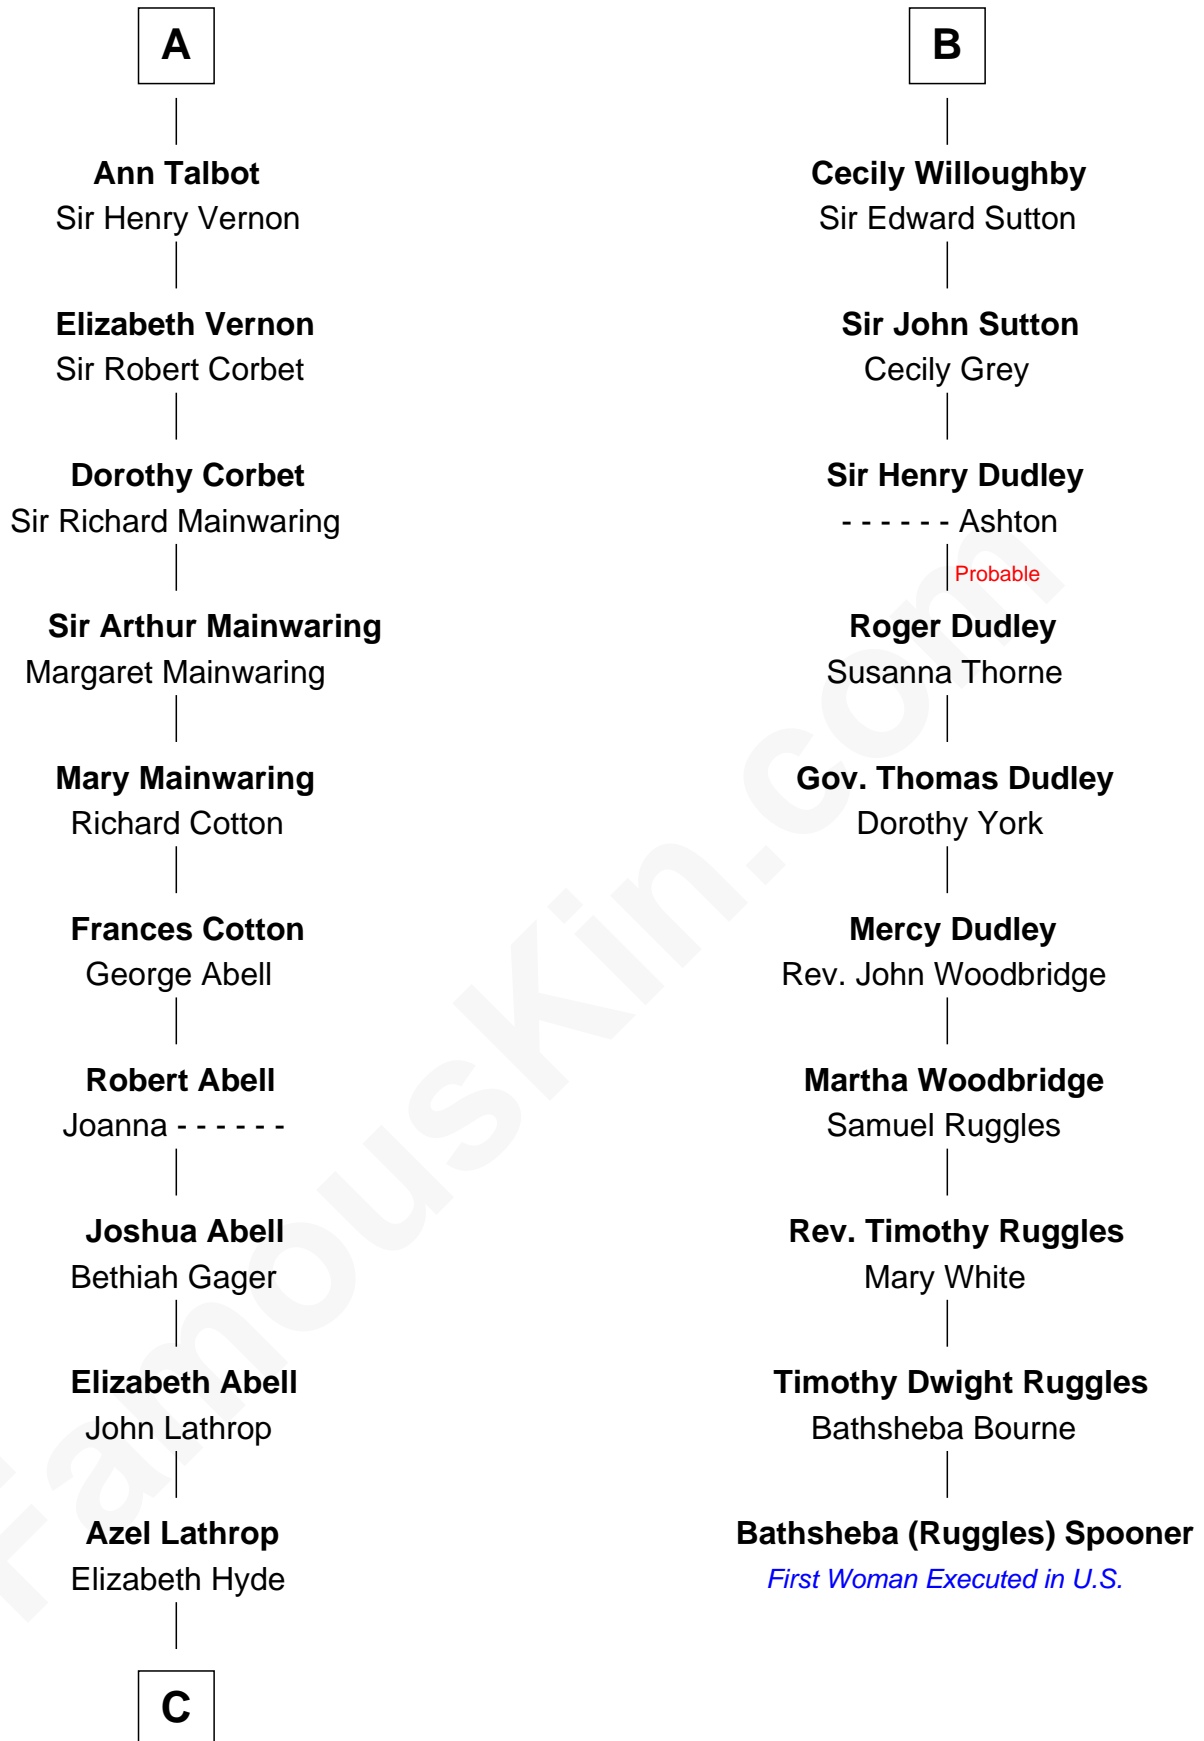 A
Ann Talbot
Sir Henry Vernon
Elizabeth Vernon
Sir Robert Corbet
Dorothy Corbet
Sir Richard Mainwaring
Sir Arthur Mainwaring
Margaret Mainwaring
Mary Mainwaring
Richard Cotton
Frances Cotton
George Abell
Robert Abell
Joanna - - - - - -
Joshua Abell
Bethiah Gager
Elizabeth Abell
John Lathrop
Azel Lathrop
Elizabeth Hyde
C
B
Cecily Willoughby
Sir Edward Sutton
Sir John Sutton
Cecily Grey
Sir Henry Dudley
- - - - - - Ashton
Probable
Roger Dudley
Susanna Thorne
Gov. Thomas Dudley
Dorothy York
Mercy Dudley
Rev. John Woodbridge
Martha Woodbridge
Samuel Ruggles
Rev. Timothy Ruggles
Mary White
Timothy Dwight Ruggles
Bathsheba Bourne
Bathsheba (Ruggles) Spooner
First Woman Executed in U.S.
FamousKin.com